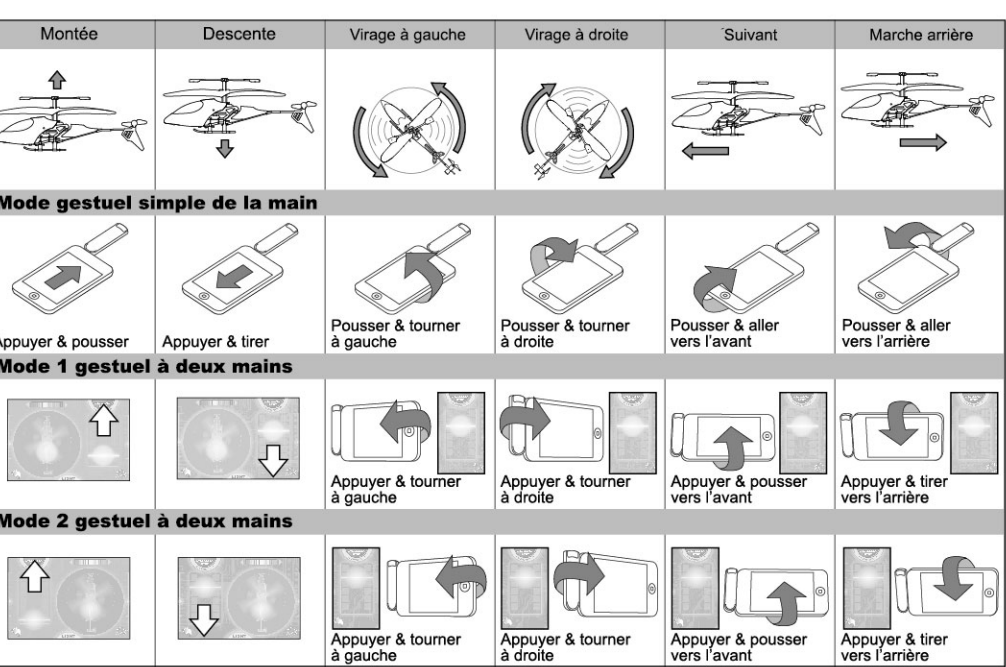 Montée
Descente
Virage à gauche
Virage à droite
Suivant
Marche arrière
Mode gestuel simple de la main
Appuyer & pousser
Appuyer & tirer
Pousser & tourner
à gauche
Pousser & tourner
à droite
Pousser & aller
vers l'avant
Pousser & aller
vers l'arrière
Mode 1 gestuel à deux mains
Appuyer & tourner
à gauche
Appuyer & tourner
à droite
Appuyer & pousser
vers l'avant
Appuyer & tirer
vers l'arrière
Mode 2 gestuel à deux mains
Appuyer & tourner
à gauche
Appuyer & tourner
à droite
Appuyer & pousser
vers l'avant
Appuyer & tirer
vers l'arrière